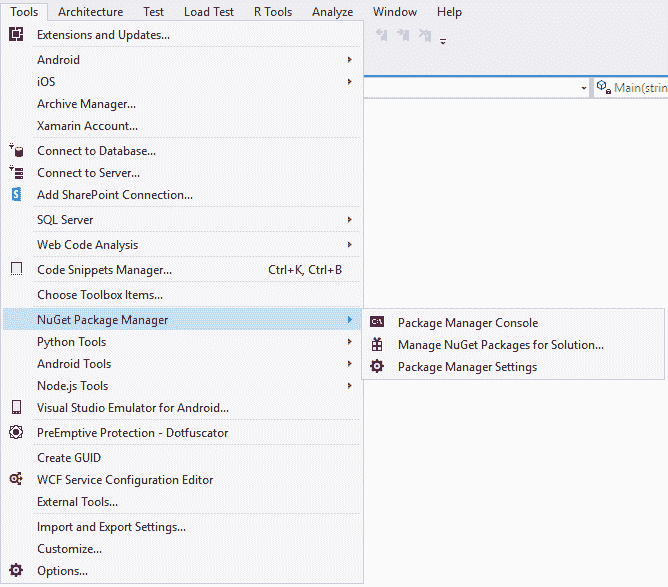 Tools Architecture Test Load Test R Tools Analyze Window Help
Extensions and Updates...
Android
iOS
Main(strin
Archive Manager...
Xamarin Account...
Connect to Database...
Connect to Server...
Add SharePoint Connection...
SQL Server
Web Code Analysis
Code Snippets Manager... Ctrl+K, Ctrl+B
Choose Toolbox Items...
NuGet Package Manager
C:\ Package Manager Console
Manage NuGet Packages for Solution...
Package Manager Settings
Python Tools
Android Tools
Node.js Tools
Visual Studio Emulator for Android...
PreEmptive Protection - Dotfuscator
Create GUID
WCF Service Configuration Editor
External Tools...
Import and Export Settings...
Customize...
Options...